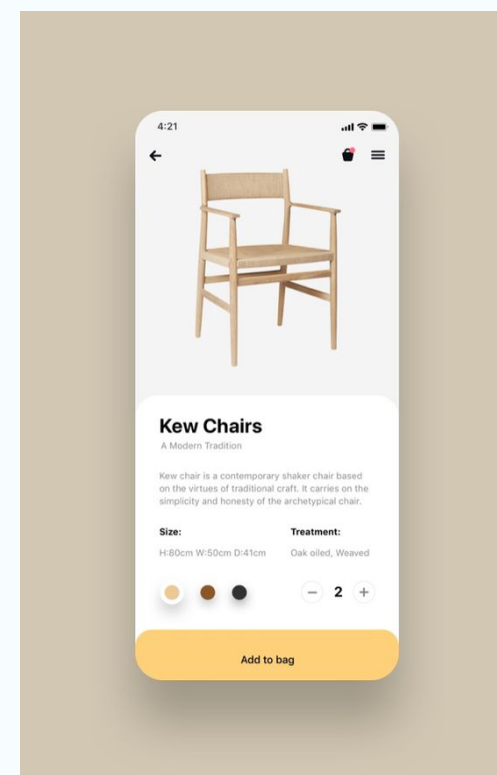 4:21
Kew Chairs
A Modern Tradition
Kew chair is a contemporary shaker chair based
on the virtues of traditional craft. It carries on the
simplicity and honesty of the archetypical chair.
Size:
Treatment:
H:80cm W:50cm D:41cm
Oak oiled, Weaved
2
Add to bag